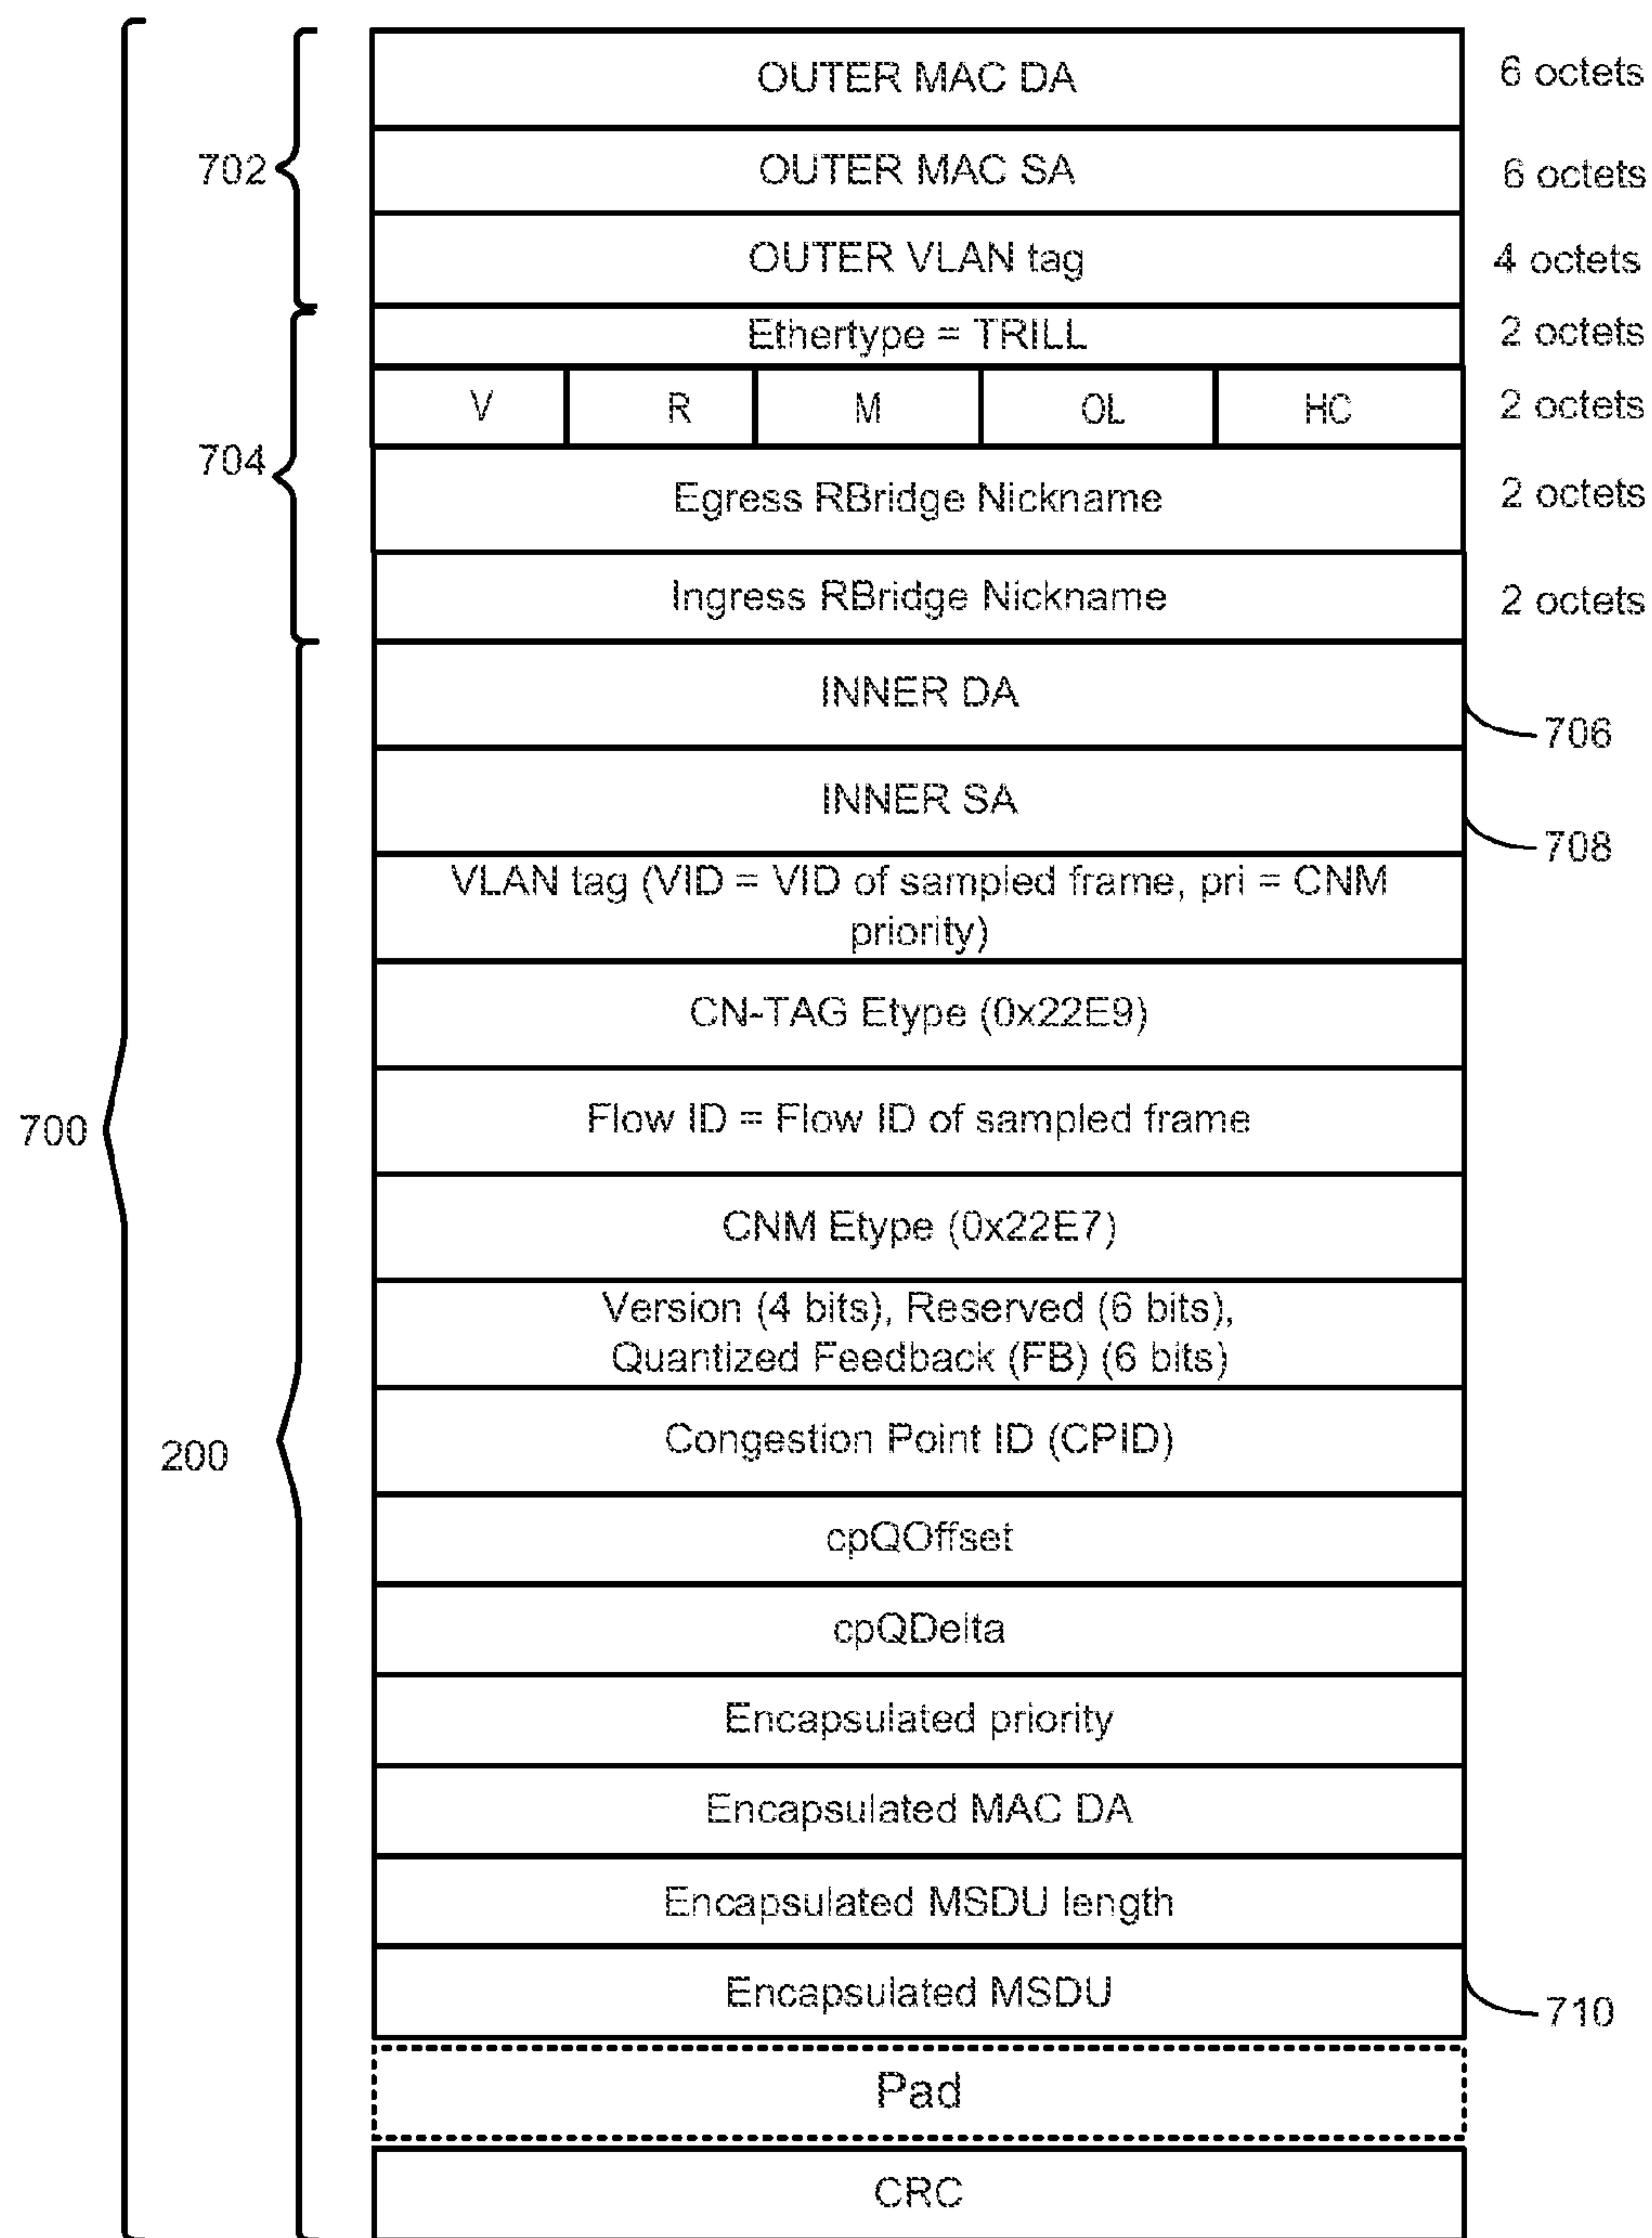 OUTER MAC DA
6 octets
702
OUTER MAC SA
6 octets
OUTER VLAN tag
4 octets
Ethertype = TRILL
2 octets
V
R
M
OL
HC
2 octets
704
Egress RBridge Nickname
2 octets
Ingress RBridge Nickname
2 octets
INNER DA
706
INNER SA
708
VLAN tag (VID = VID of sampled frame, pri = CNM
priority)
CN-TAG Etype (0x22E9)
700
Flow ID = Flow ID of sampled frame
CNM Etype (0x22E7)
Version (4 bits), Reserved (6 bits),
Quantized Feedback (FB) (6 bits)
200
Congestion Point ID (CPID)
cpQOffset
cpQDelta
Encapsulated priority
Encapsulated MAC DA
Encapsulated MSDU length
Encapsulated MSDU
710
Pad
CRC